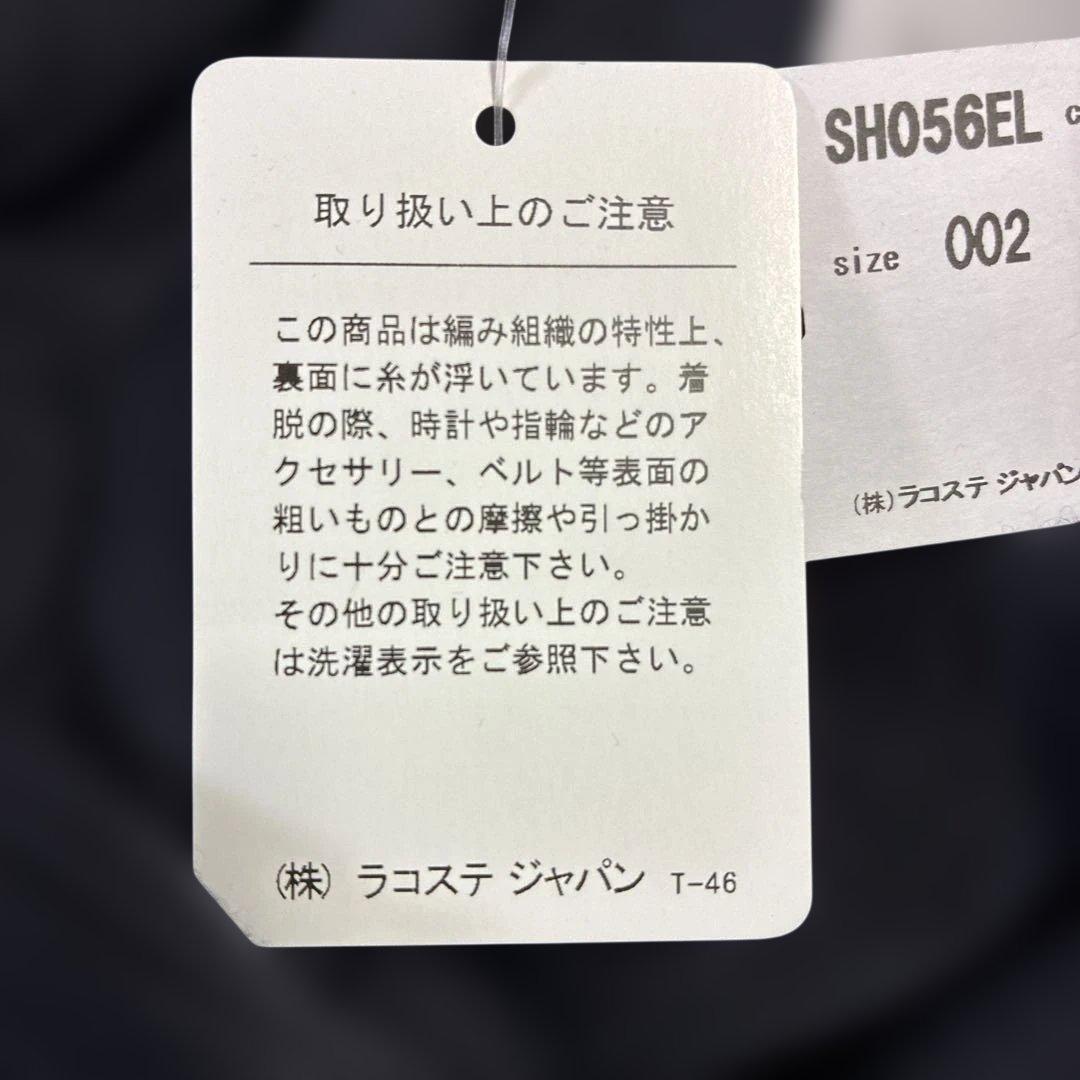 取り扱い上のご注意
この商品は編み組織の特性上、
裏面に糸が浮いています。着
脱の際、時計や指輪などのア
クセサリー、ベルト等表面の
粗いものとの摩擦や引っ掛か
りに十分ご注意下さい。
その他の取り扱い上のご注意
は洗濯表示をご参照下さい。
(株) ラコステ ジャパン T-46
SH056EL
size 002
(株)ラコステ ジャパン